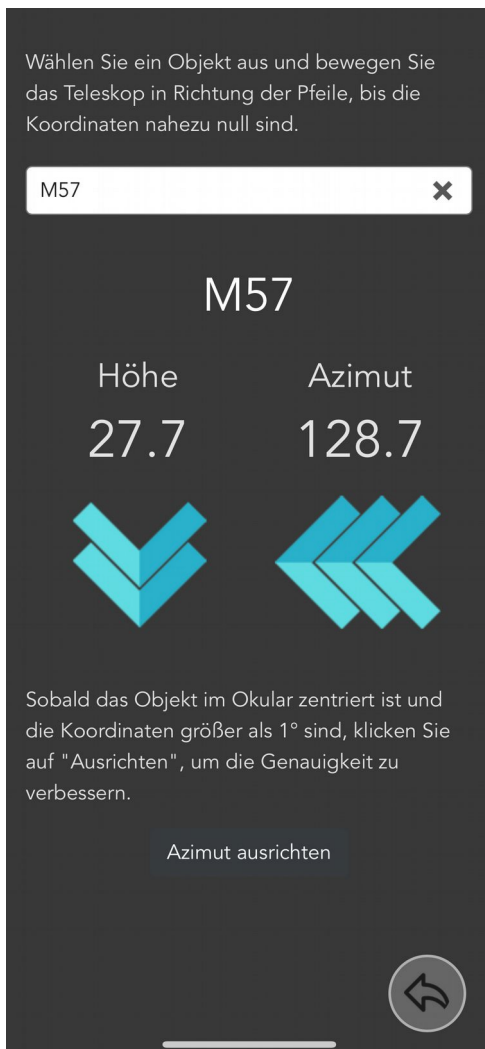 Wählen Sie ein Objekt aus und bewegen Sie
das Teleskop in Richtung der Pfeile, bis die
Koordinaten nahezu null sind.
M57
M57
Höhe Azimut
27.7 128.7
Sobald das Objekt im Okular zentriert ist und
die Koordinaten größer als 1° sind, klicken Sie
auf "Ausrichten", um die Genauigkeit zu
verbessern.
Azimut ausrichten